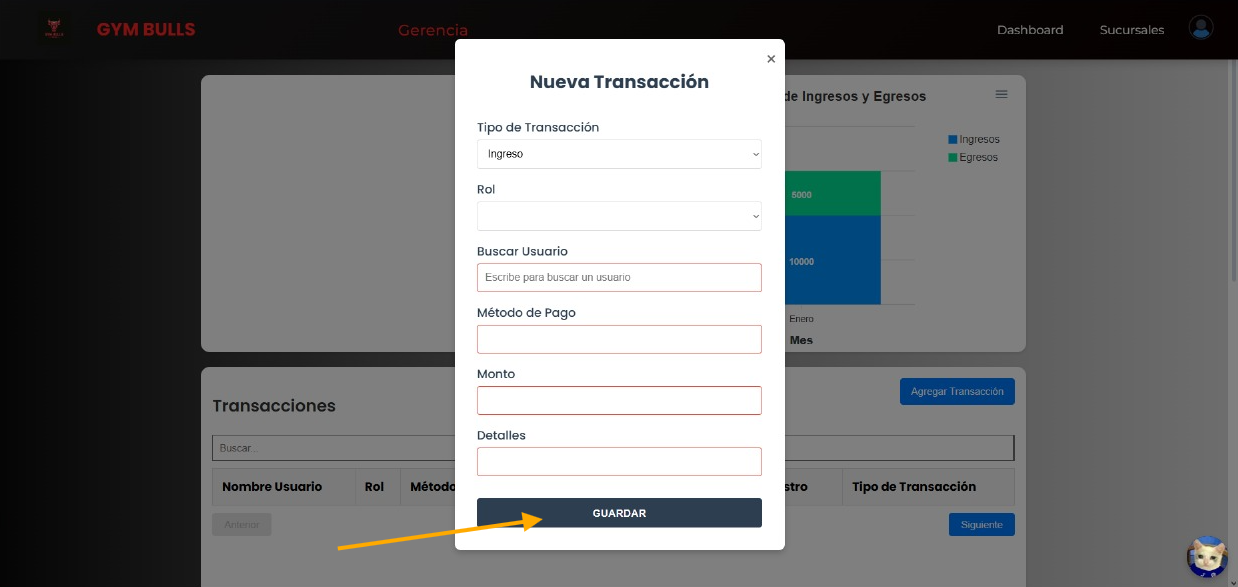 GYM BULLS
Gerencia
Dashboard
Sucursales
×
Nueva Transacción
Tipo de Transacción
Ingreso
Rol
Buscar Usuario
Escribe para buscar un usuario
Método de Pago
Monto
Detalles
GUARDAR
de Ingresos y Egresos
Ingresos
Egresos
5000
10000
Enero
Mes
Transacciones
Agregar Transacción
Buscar...
Nombre Usuario
Rol
Método
stro
Tipo de Transacción
Anterior
Siguiente